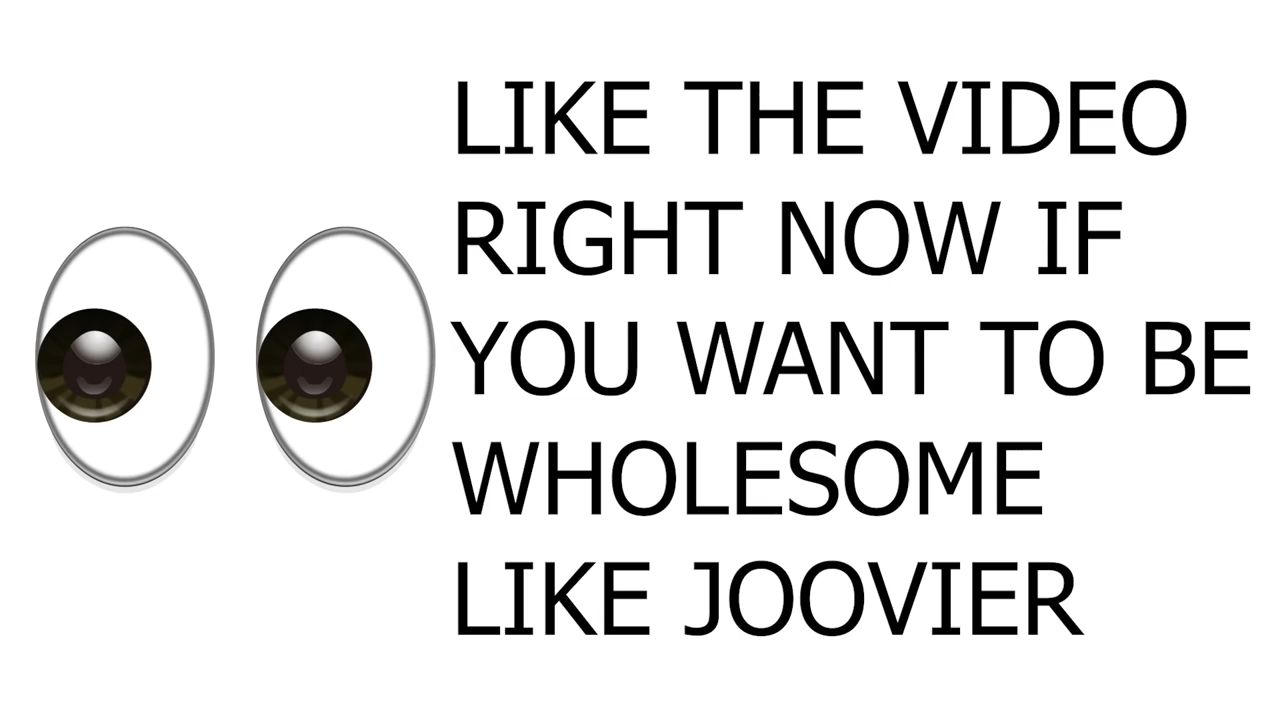 LIKE THE VIDEO
RIGHT NOW IF
YOU WANT TO BE
WHOLESOME
LIKE JOOVIER